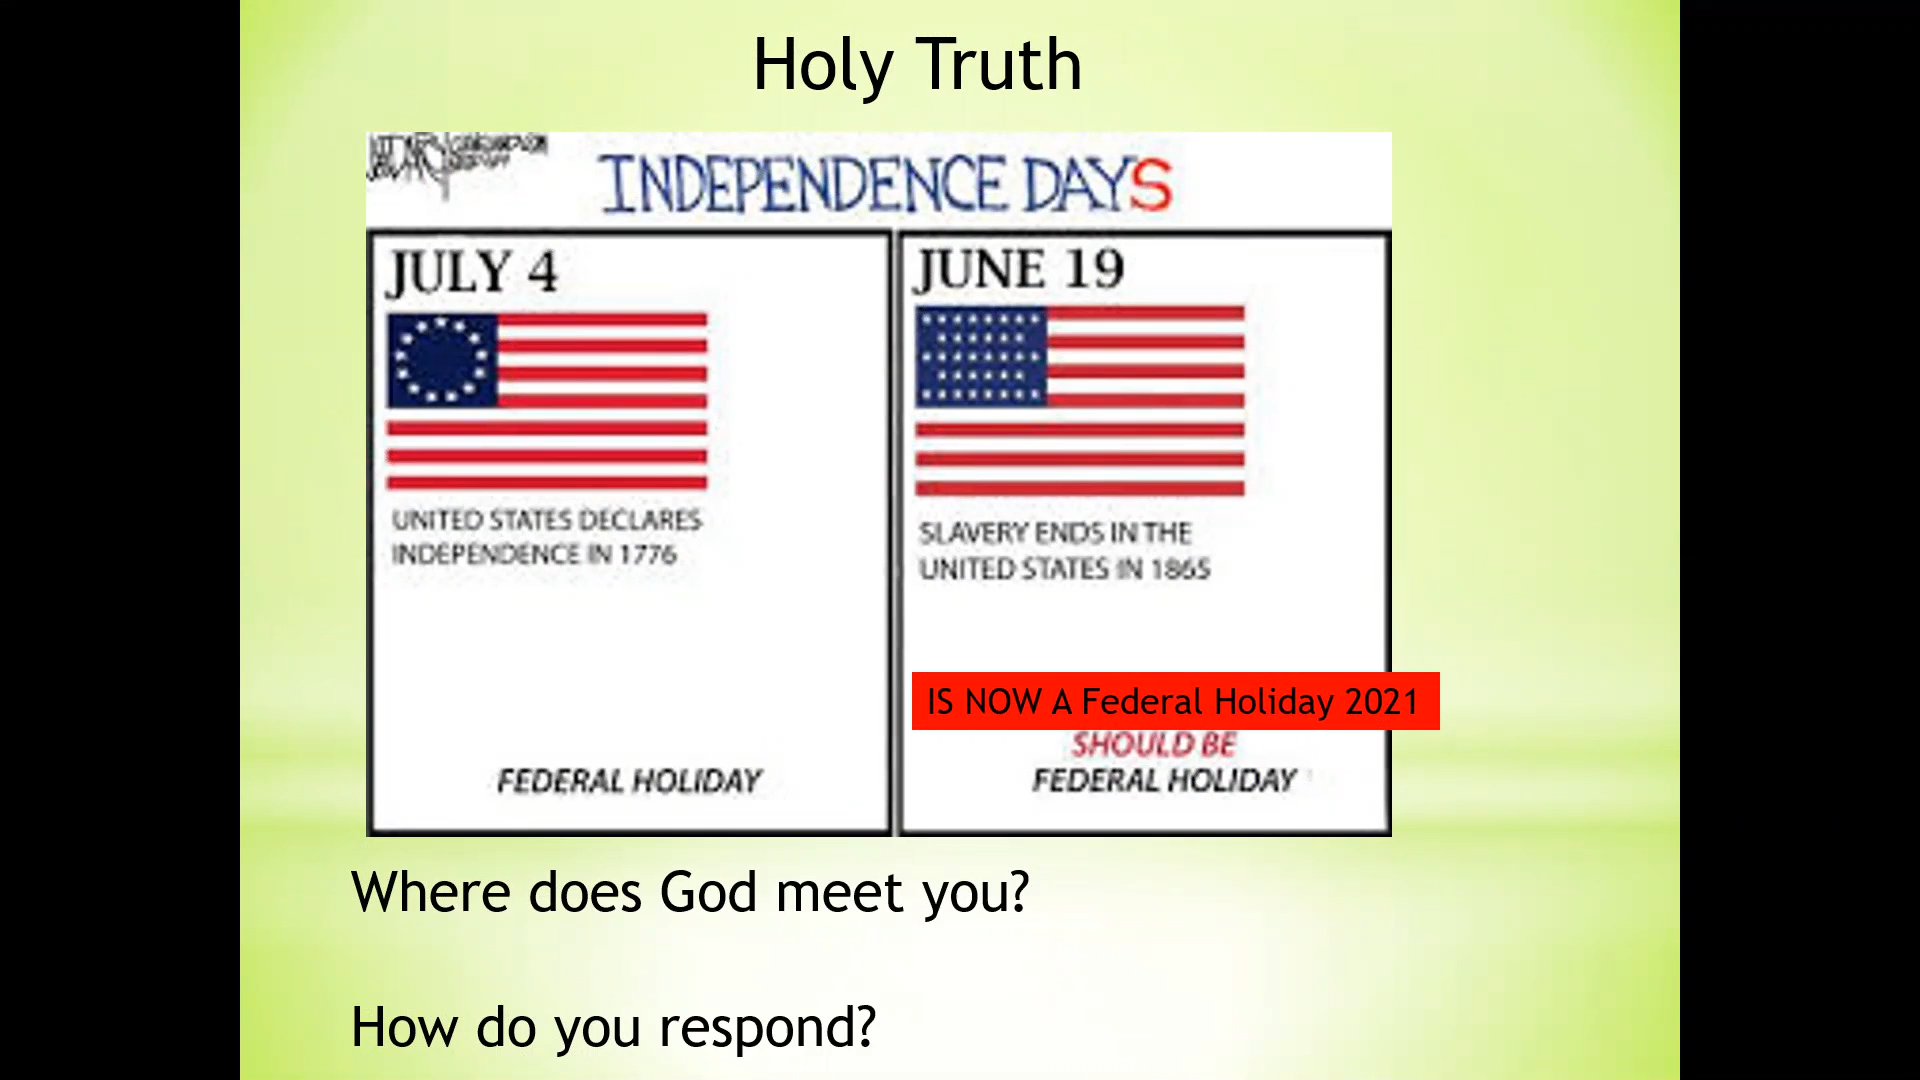 Holy Truth
INDEPENDENCE DAYS
JULY 4
UNITED STATES DECLARES
INDEPENDENCE IN 1776
FEDERAL HOLIDAY
JUNE 19
SLAVERY ENDS IN THE
UNITED STATES IN 1865
IS NOW A Federal Holiday 2021
SHOULD BE
FEDERAL HOLIDAY
Where does God meet you?
How do you respond?